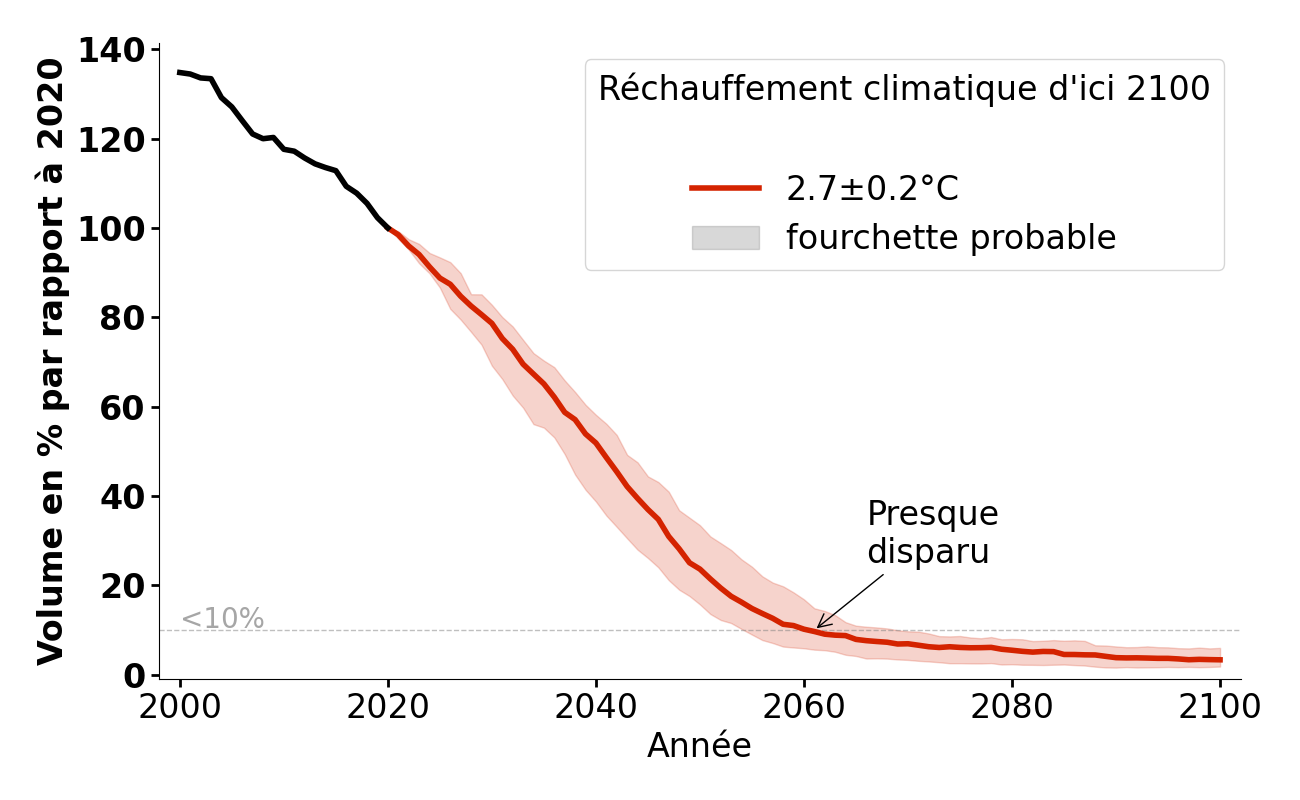 Volume en % par rapport à 2020
140
120
100
80
60
40
20
0
Réchauffement climatique d'ici 2100
2.7±0.2°C
fourchette probable
Presque
disparu
<10%
2000 2020 2040 2060 2080 2100
Année